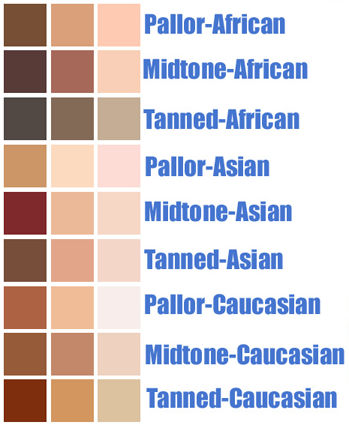 Pallor-African
Midtone-African
Tanned-African
Pallor-Asian
Midtone-Asian
Tanned-Asian
Pallor-Caucasian
Midtone-Caucasian
Tanned-Caucasian